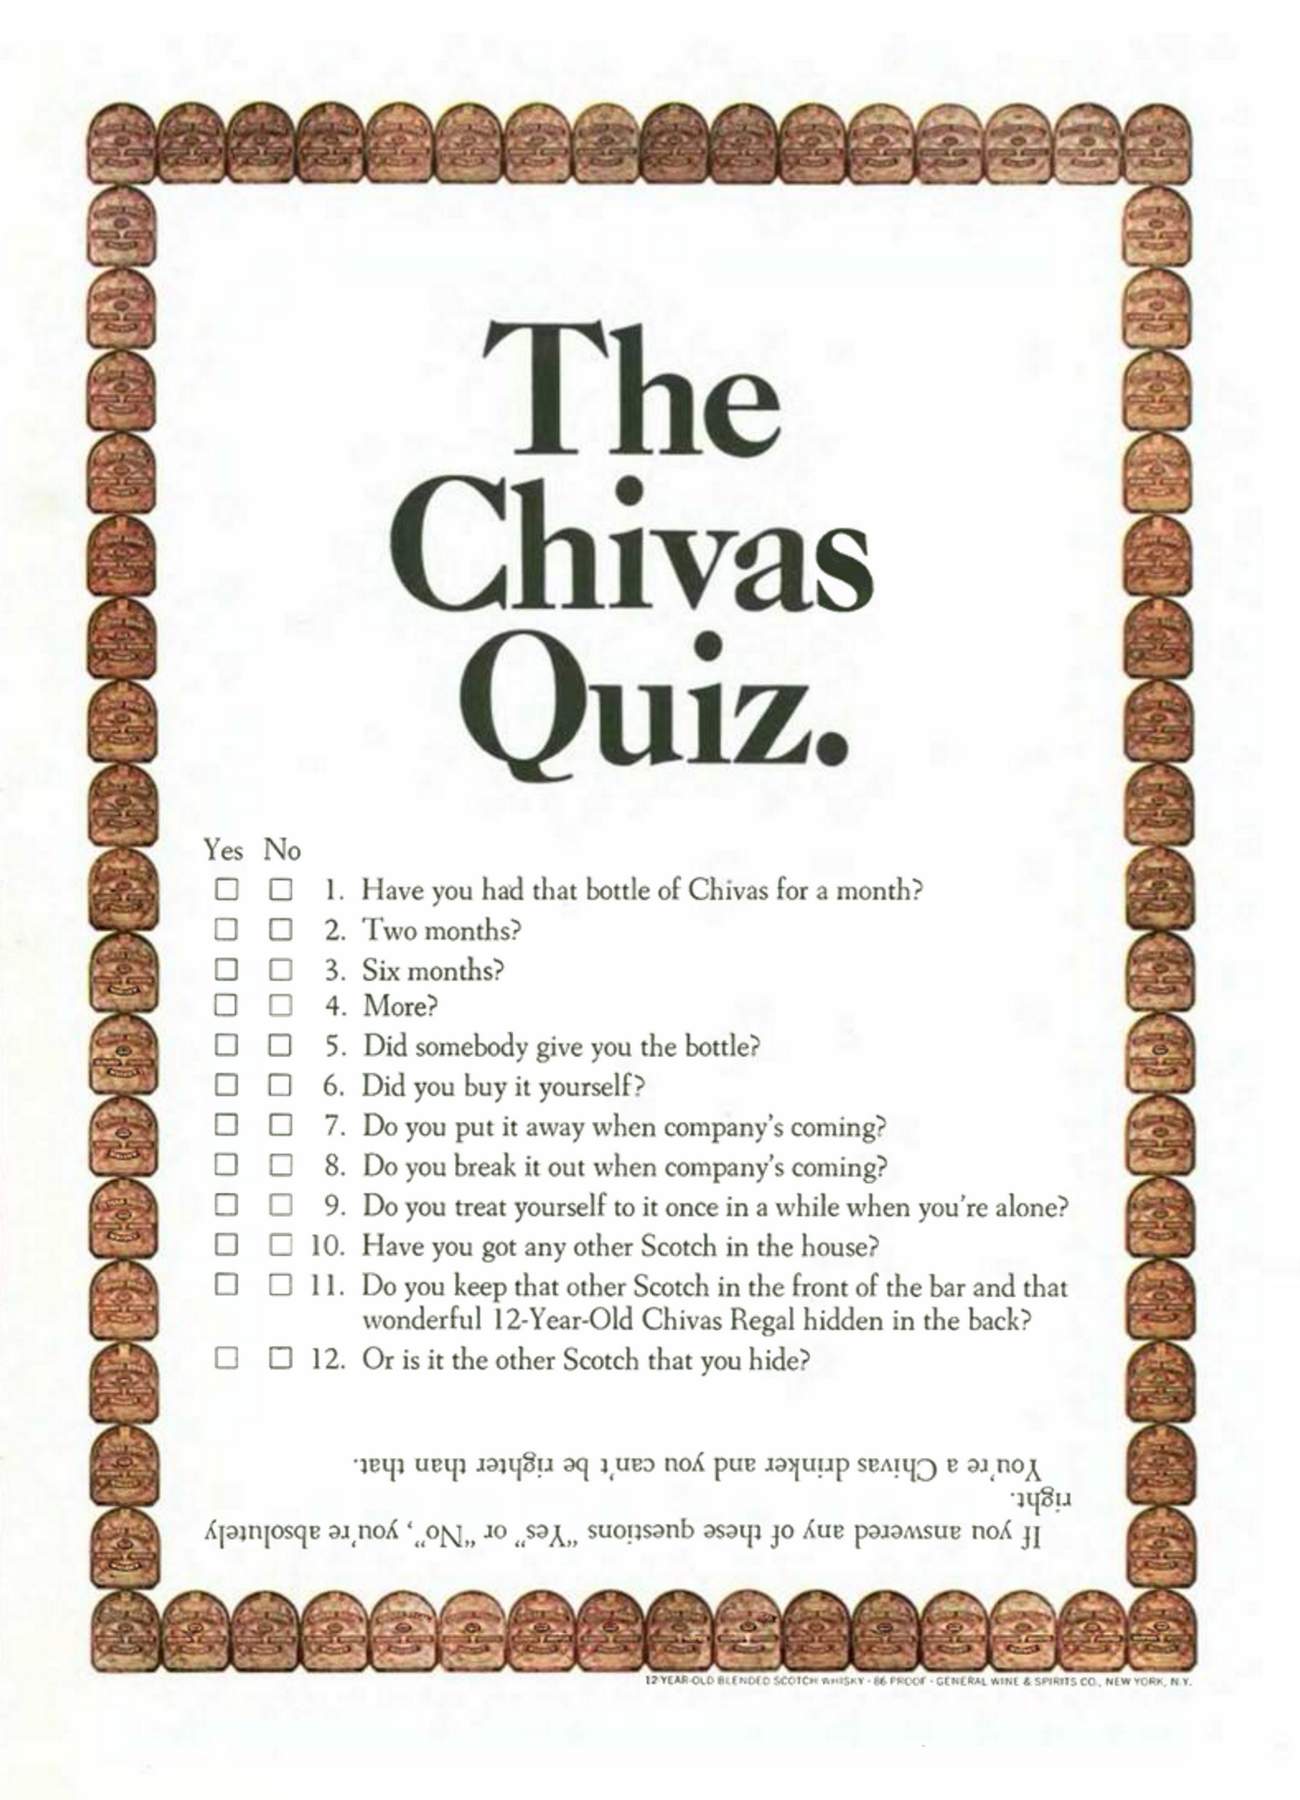 The
Chivas
Quiz.
Yes No
1. Have you had that bottle of Chivas for a month?
2. Two months?
3. Six months?
4. More?
5. Did somebody give you the bottle?
6. Did you buy it yourself?
7. Do you put it away when company's coming?
8. Do you break it out when company's coming?
9. Do you treat yourself to it once in a while when you're alone?
10. Have you got any other Scotch in the house?
11. Do you keep that other Scotch in the front of the bar and that
wonderful 12-Year-Old Chivas Regal hidden in the back?
12. Or is it the other Scotch that you hide?
If you answered any of these questions "Yes" or "No", you're absolutely
right.
You're a Chivas drinker and you can't be righter than that.
12-YEAR-OLD BLENDED SCOTCH WHISKY • 86 PROOF • GENERAL WINE & SPIRITS CO., NEW YORK, N.Y.